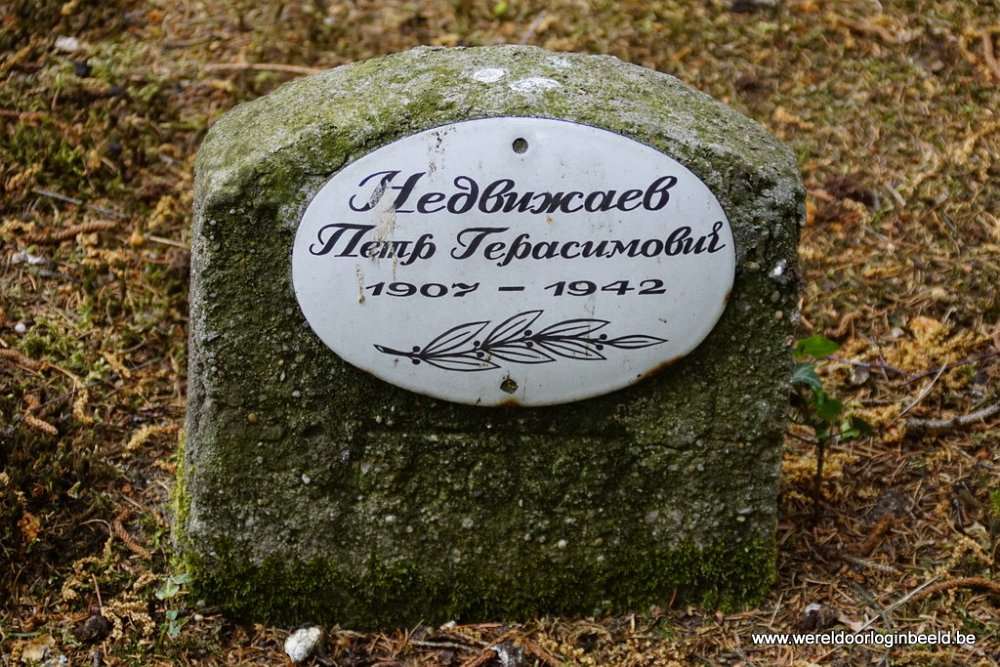 Недвижаев
Петр Герасимович
1907 – 1942
www.wereldoorloginbeeld.be